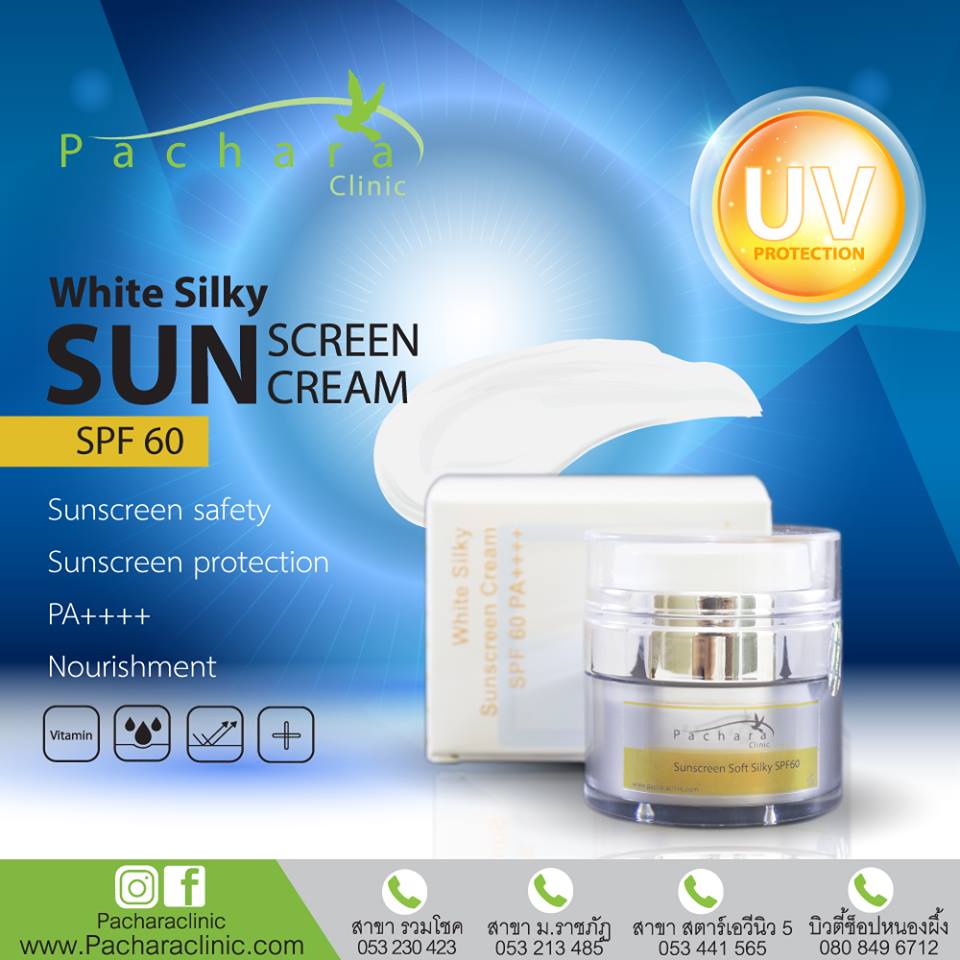 Pachara
Clinic
UV
PROTECTION
White Silky
SUN SCREEN
CREAM
SPF 60
Sunscreen safety
Sunscreen protection
PA++++
Nourishment
Vitamin
White Silky
Sunscreen Cream
SPF 60 PA++++
Pachara
Clinic
Sunscreen Soft Silky SPF60
www.pacharaclinic.com
Pacharaclinic
www.Pacharaclinic.com
สาขา รวมโชค
053 230 423
สาขา ม.ราชภัฏ
053 213 485
สาขา สตาร์เอวีนิว 5
053 441 565
บิวตี้ช็อปหนองผึ้ง
080 849 6712